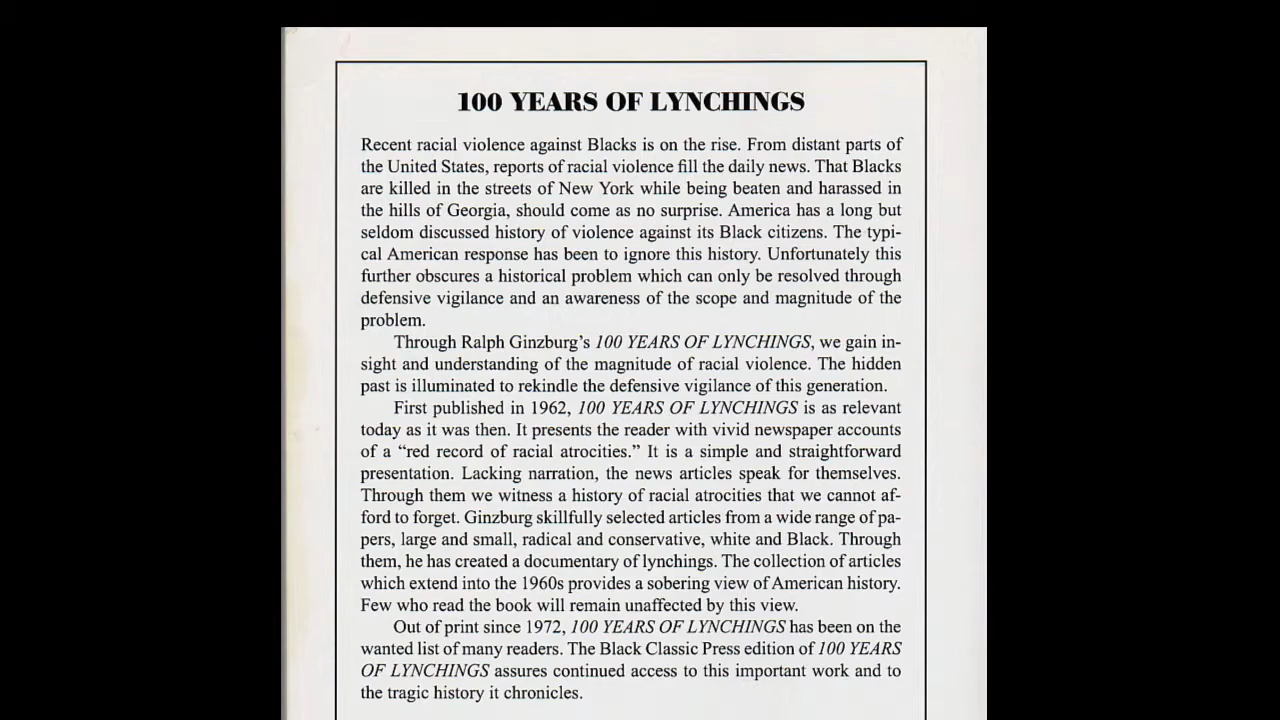 100 YEARS OF LYNCHINGS
Recent racial violence against Blacks is on the rise. From distant parts of
the United States, reports of racial violence fill the daily news. That Blacks
are killed in the streets of New York while being beaten and harassed in
the hills of Georgia, should come as no surprise. America has a long but
seldom discussed history of violence against its Black citizens. The typi-
cal American response has been to ignore this history. Unfortunately this
further obscures a historical problem which can only be resolved through
defensive vigilance and an awareness of the scope and magnitude of the
problem.
Through Ralph Ginzburg’s 100 YEARS OF LYNCHINGS, we gain in-
sight and understanding of the magnitude of racial violence. The hidden
past is illuminated to rekindle the defensive vigilance of this generation.
First published in 1962, 100 YEARS OF LYNCHINGS is as relevant
today as it was then. It presents the reader with vivid newspaper accounts
of a “red record of racial atrocities.” It is a simple and straightforward
presentation. Lacking narration, the news articles speak for themselves.
Through them we witness a history of racial atrocities that we cannot af-
ford to forget. Ginzburg skillfully selected articles from a wide range of pa-
pers, large and small, radical and conservative, white and Black. Through
them, he has created a documentary of lynchings. The collection of articles
which extend into the 1960s provides a sobering view of American history.
Few who read the book will remain unaffected by this view.
Out of print since 1972, 100 YEARS OF LYNCHINGS has been on the
wanted list of many readers. The Black Classic Press edition of 100 YEARS
OF LYNCHINGS assures continued access to this important work and to
the tragic history it chronicles.